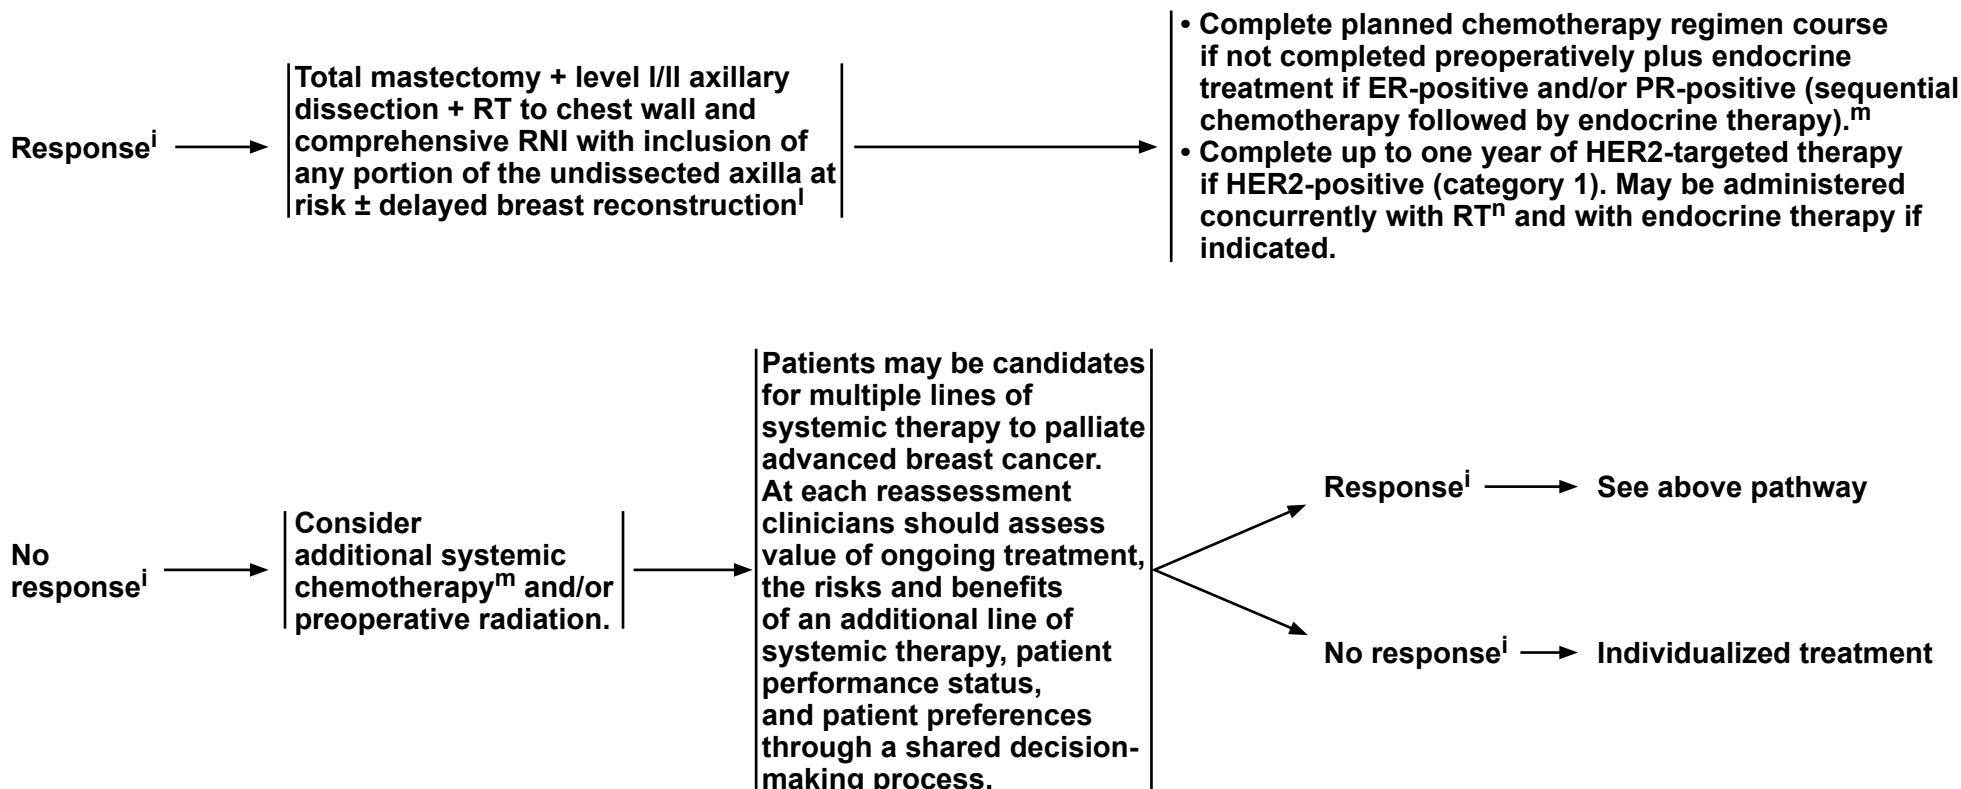 Responseⁱ
Total mastectomy + level I/II axillary
dissection + RT to chest wall and
comprehensive RNI with inclusion of
any portion of the undissected axilla at
risk ± delayed breast reconstructionˡ
• Complete planned chemotherapy regimen course
if not completed preoperatively plus endocrine
treatment if ER-positive and/or PR-positive (sequential
chemotherapy followed by endocrine therapy).ᵐ
• Complete up to one year of HER2-targeted therapy
if HER2-positive (category 1). May be administered
concurrently with RTⁿ and with endocrine therapy if
indicated.
No
responseⁱ
Consider
additional systemic
chemotherapyᵐ and/or
preoperative radiation.
Patients may be candidates
for multiple lines of
systemic therapy to palliate
advanced breast cancer.
At each reassessment
clinicians should assess
value of ongoing treatment,
the risks and benefits
of an additional line of
systemic therapy, patient
performance status,
and patient preferences
through a shared decision-
making process.
Responseⁱ
See above pathway
No responseⁱ
Individualized treatment